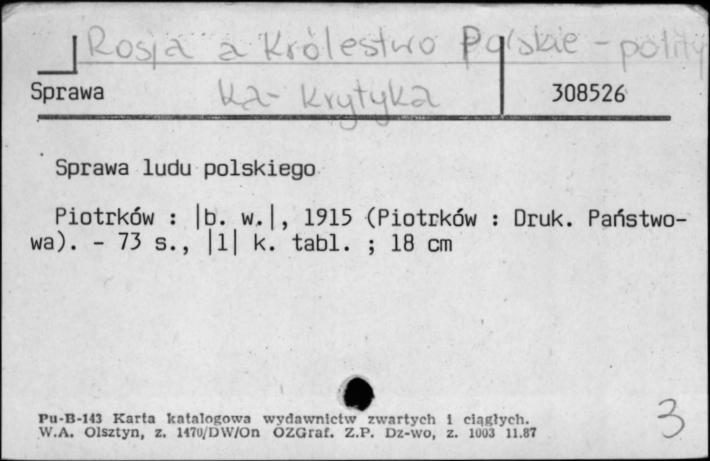 Rosja a Królestwo Polskie - polity
ka - krytyka
Sprawa 308526
Sprawa ludu polskiego
Piotrków : |b. w.|, 1915 (Piotrków : Druk. Państwo-
wa). - 73 s., |1| k. tabl. ; 18 cm
Pu-B-143 Karta katalogowa wydawnictw zwartych i ciągłych.
W.A. Olsztyn, z. 1470/DW/On OZGraf. Z.P. Dz-wo, z. 1003 11.87
3